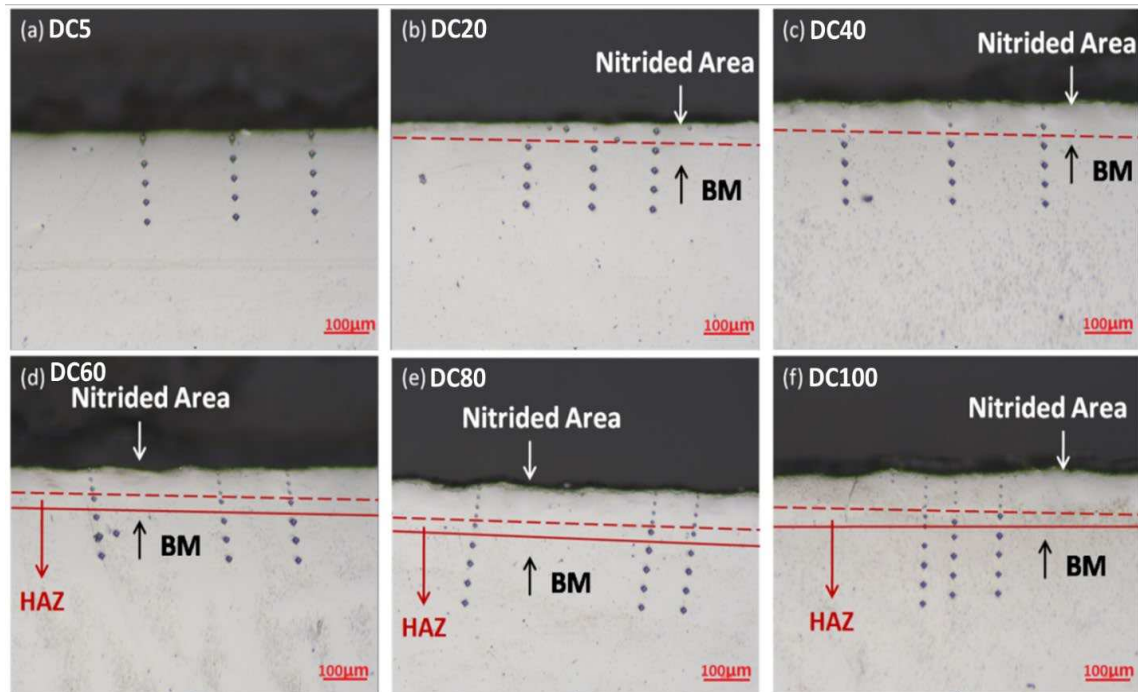 (a) DC5
100μm
(b) DC20
Nitrided Area
BM
100μm
(c) DC40
Nitrided Area
BM
100μm
(d) DC60
Nitrided Area
BM
HAZ
100μm
(e) DC80
Nitrided Area
BM
HAZ
100μm
(f) DC100
Nitrided Area
BM
HAZ
100μm